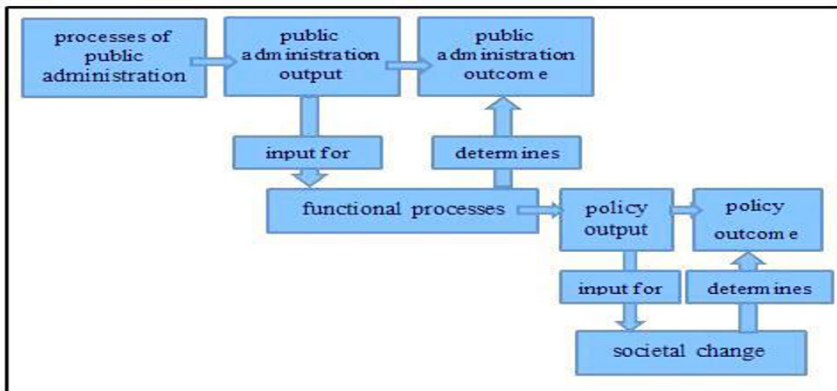 processes of
public
administration
public
administration
output
public
administration
outcome
input for
determines
functional processes
policy
output
policy
outcome
input for
determines
societal change